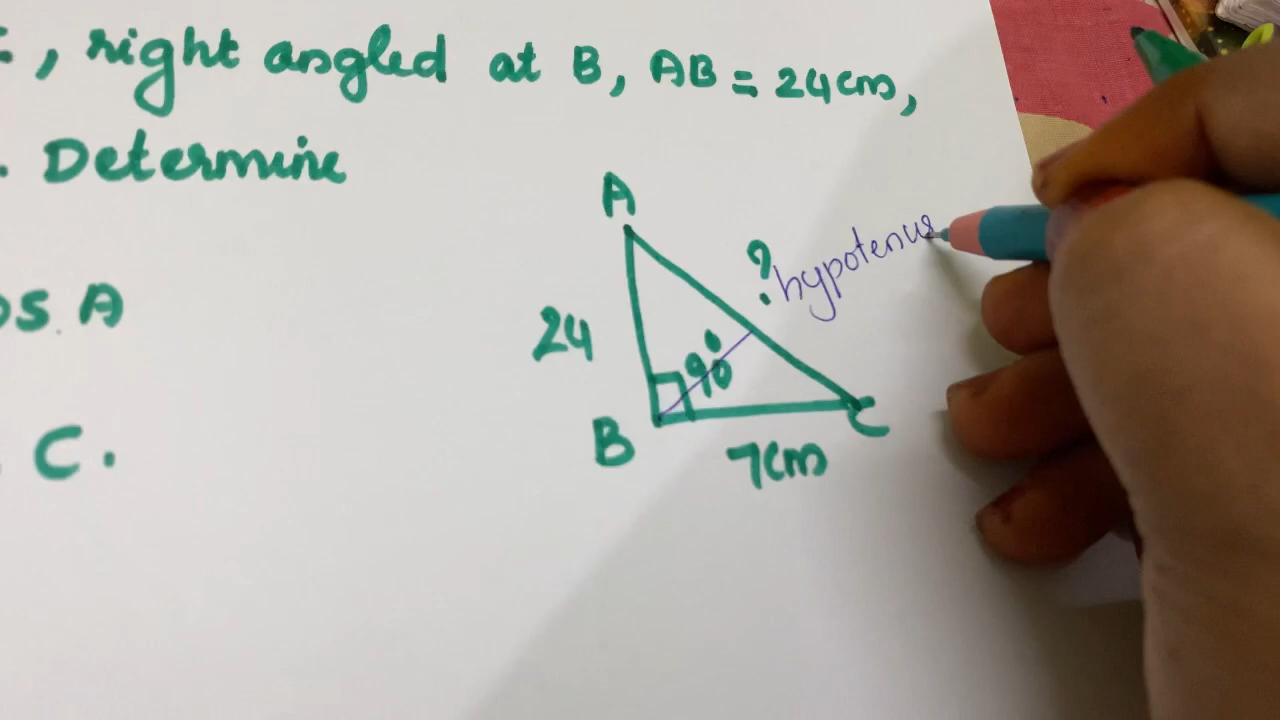 , right angled at B, AB = 24cm,
. Determine
A
?
hypotenus
os A
24
90°
B
C
7cm
C.